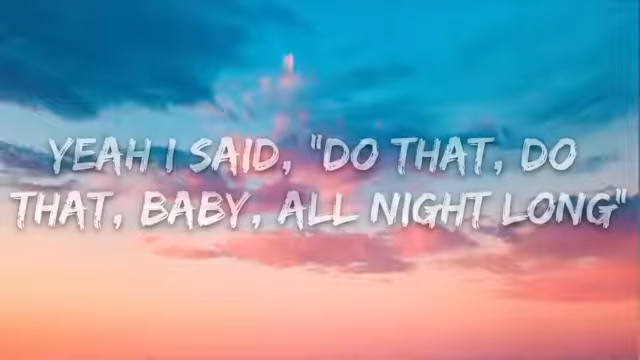 YEAH I SAID, "DO THAT, DO
THAT, BABY, ALL NIGHT LONG"